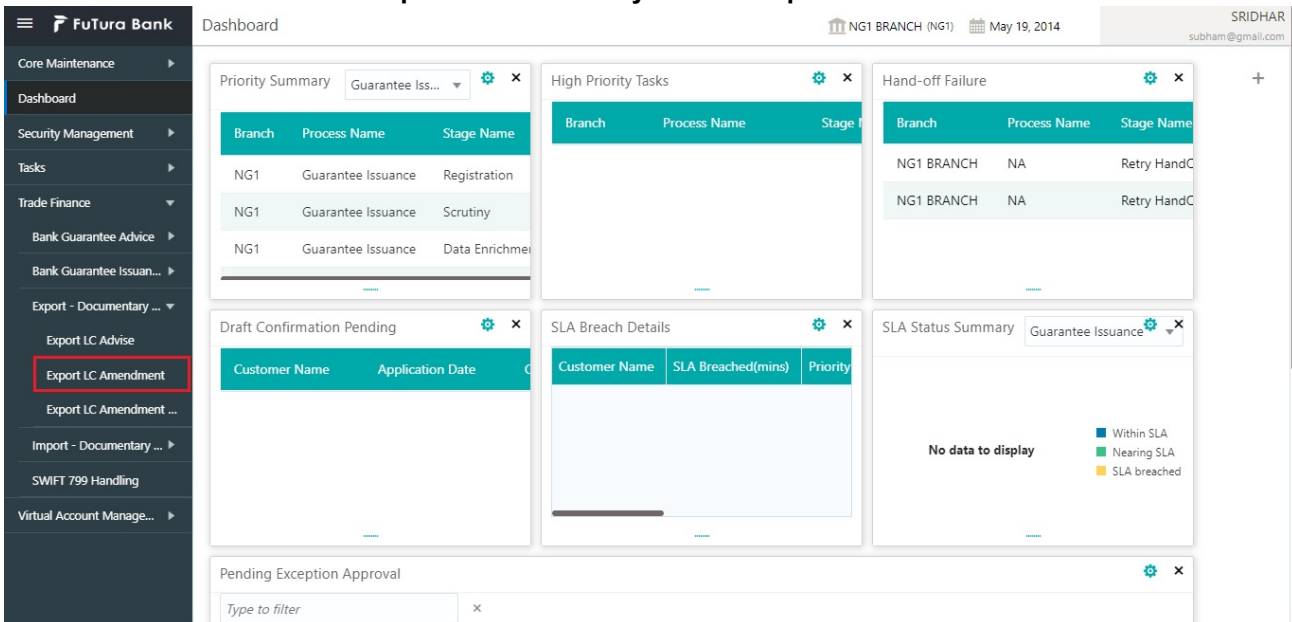 FuTura Bank
Dashboard
NG1 BRANCH (NG1)
May 19, 2014
SRIDHAR
subham@gmail.com
Core Maintenance
Dashboard
Security Management
Tasks
Trade Finance
Bank Guarantee Advice
Bank Guarantee Issuan...
Export - Documentary ...
Export LC Advise
Export LC Amendment
Export LC Amendment ...
Import - Documentary ...
SWIFT 799 Handling
Virtual Account Manage...
Priority Summary Guarantee Iss...
Branch Process Name Stage Name
NG1 Guarantee Issuance Registration
NG1 Guarantee Issuance Scrutiny
NG1 Guarantee Issuance Data Enrichme
High Priority Tasks
Branch Process Name Stage
Hand-off Failure
Branch Process Name Stage Name
NG1 BRANCH NA Retry Hand
NG1 BRANCH NA Retry Hand
Draft Confirmation Pending
Customer Name Application Date
SLA Breach Details
Customer Name SLA Breached(mins) Priority
SLA Status Summary Guarantee Issuance
No data to display
Within SLA
Nearing SLA
SLA breached
Pending Exception Approval
Type to filter